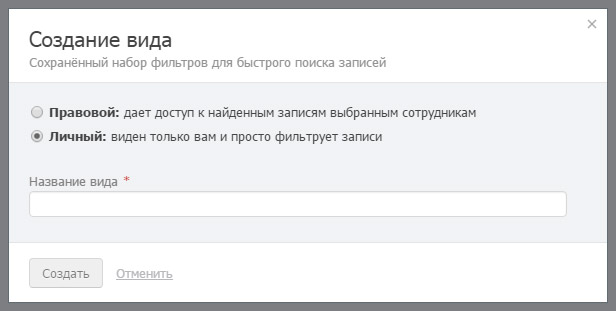 Создание вида
Сохранённый набор фильтров для быстрого поиска записей
Правовой: дает доступ к найденным записям выбранным сотрудникам
Личный: виден только вам и просто фильтрует записи
Название вида *
Создать Отменить